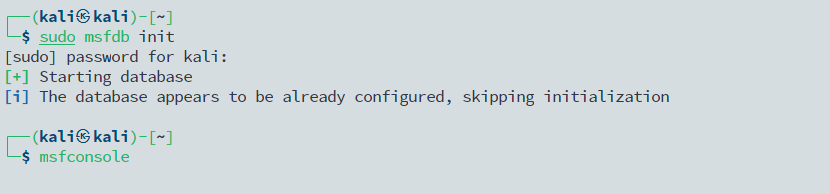 ┌──(kali㉿kali)-[~]
└─$ sudo msfdb init
[sudo] password for kali:
[+] Starting database
[i] The database appears to be already configured, skipping initialization
┌──(kali㉿kali)-[~]
└─$ msfconsole